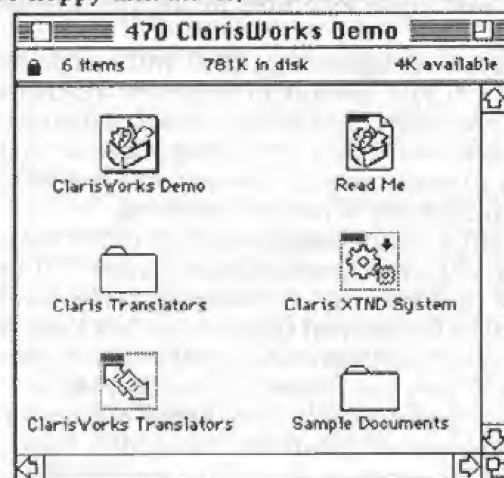 470 ClarisWorks Demo
6 items 781K in disk 4K available
ClarisWorks Demo Read Me
Claris Translators Claris XTND System
ClarisWorks Translators Sample Documents